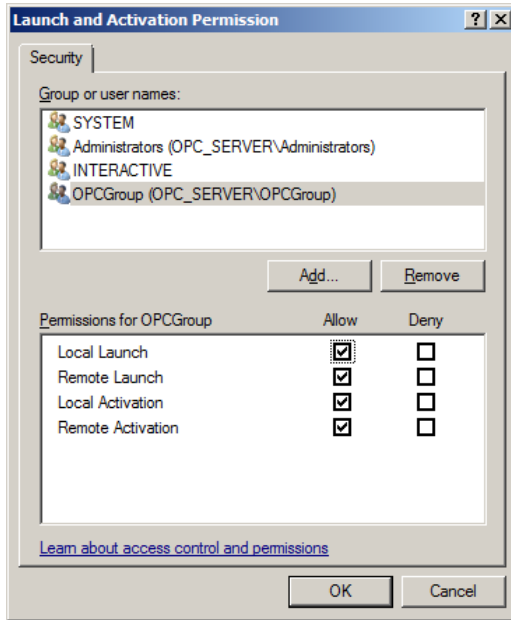 Launch and Activation Permission
Security
Group or user names:
SYSTEM
Administrators (OPC_SERVER\Administrators)
INTERACTIVE
OPCGroup (OPC_SERVER\OPCGroup)
Add... Remove
Permissions for OPCGroup Allow Deny
Local Launch
Remote Launch
Local Activation
Remote Activation
Learn about access control and permissions
OK Cancel